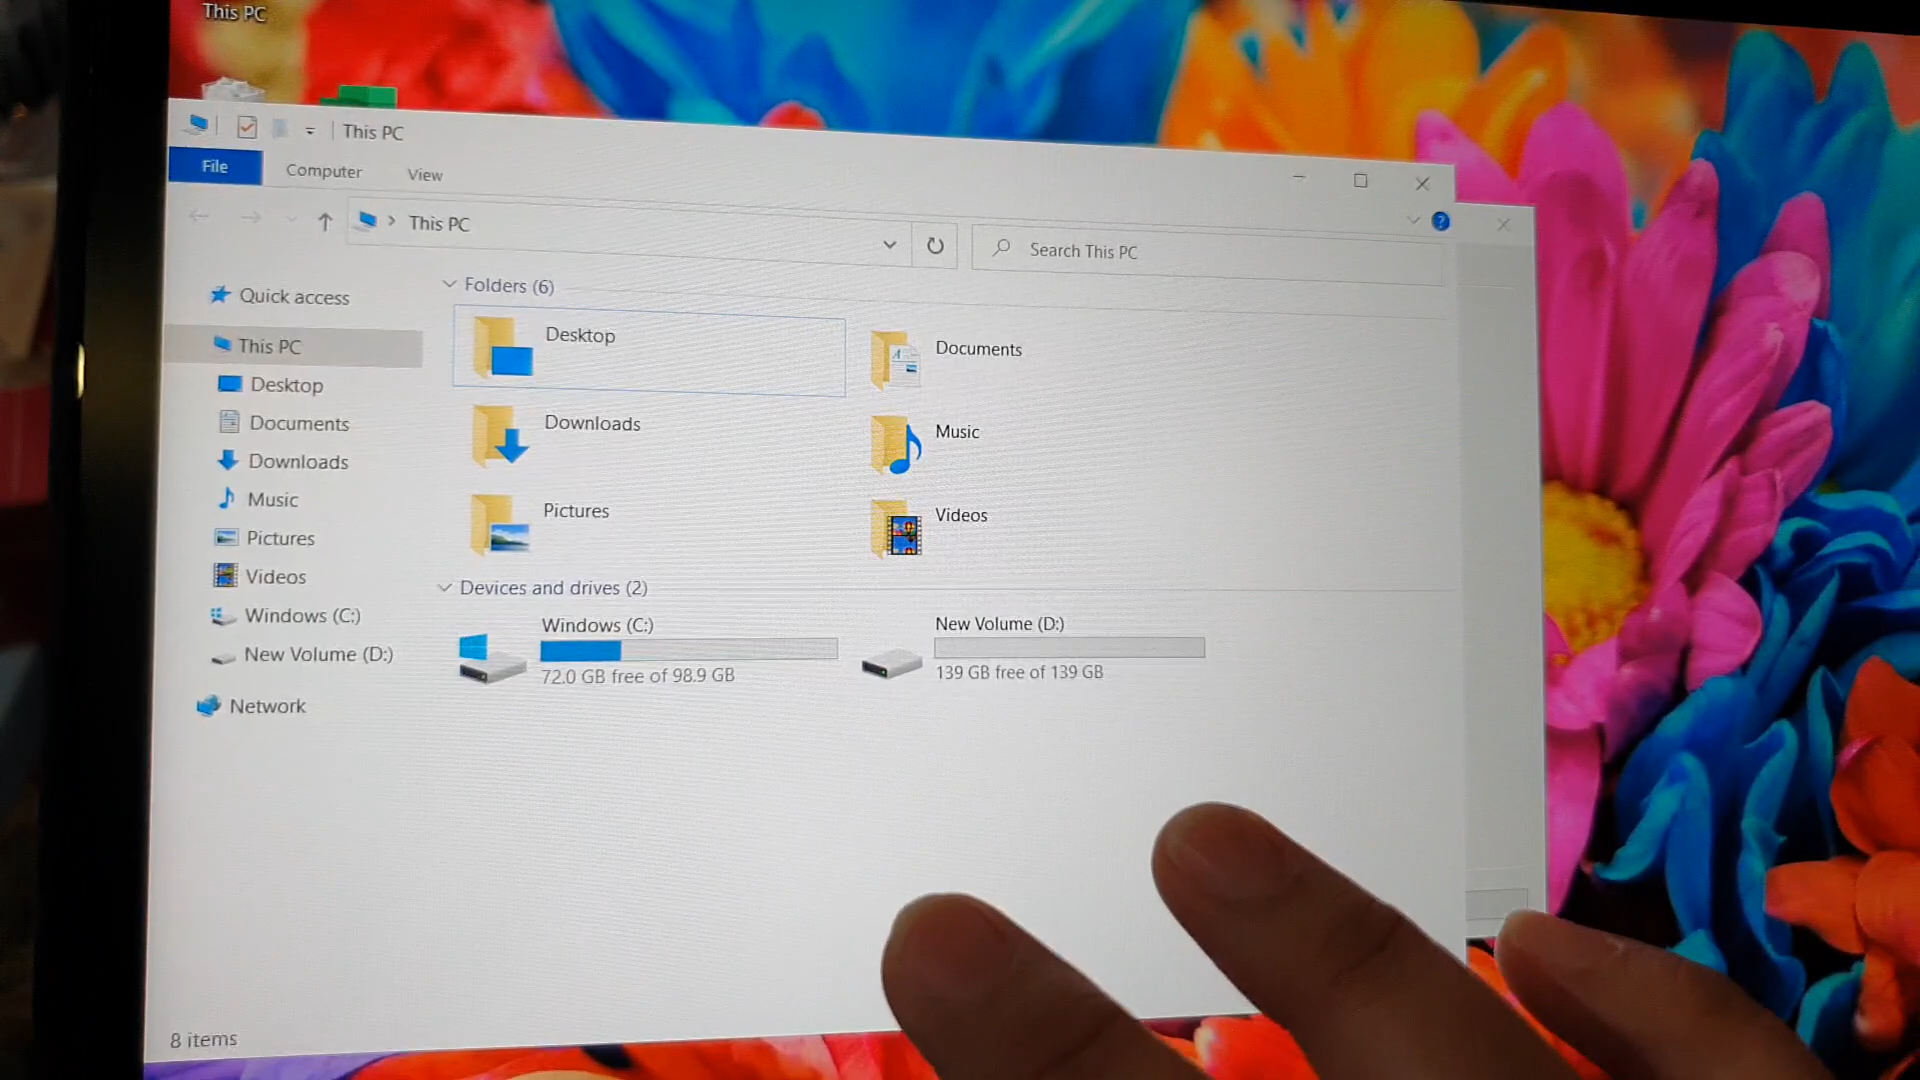 This PC
This PC
File Computer View
This PC
Search This PC
Quick access
This PC
Desktop
Documents
Downloads
Music
Pictures
Videos
Windows (C:)
New Volume (D:)
Network
Folders (6)
Desktop
Documents
Downloads
Music
Pictures
Videos
Devices and drives (2)
Windows (C:)
72.0 GB free of 98.9 GB
New Volume (D:)
139 GB free of 139 GB
8 items